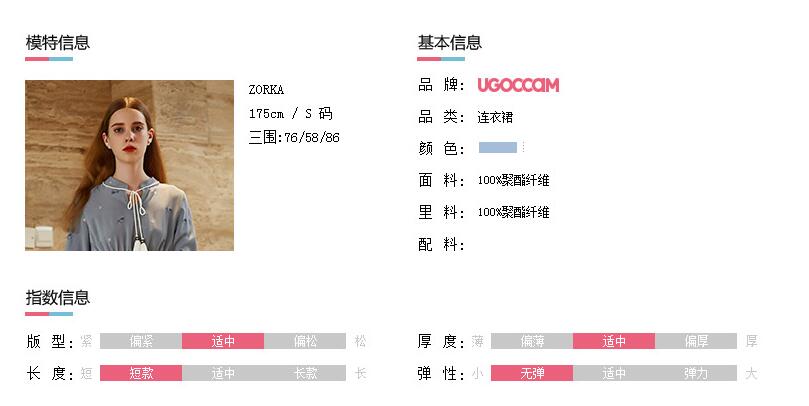 模特信息
ZORKA
175cm / S 码
三围:76/58/86
基本信息
品 牌: UGOCCAM
品 类: 连衣裙
颜 色:
面 料: 100%聚酯纤维
里 料: 100%聚酯纤维
配 料:
指数信息
版 型: 紧 偏紧 适中 偏松 松
厚 度: 薄 偏薄 适中 偏厚 厚
长 度: 短 短款 适中 长款 长
弹 性: 小 无弹 适中 弹力 大